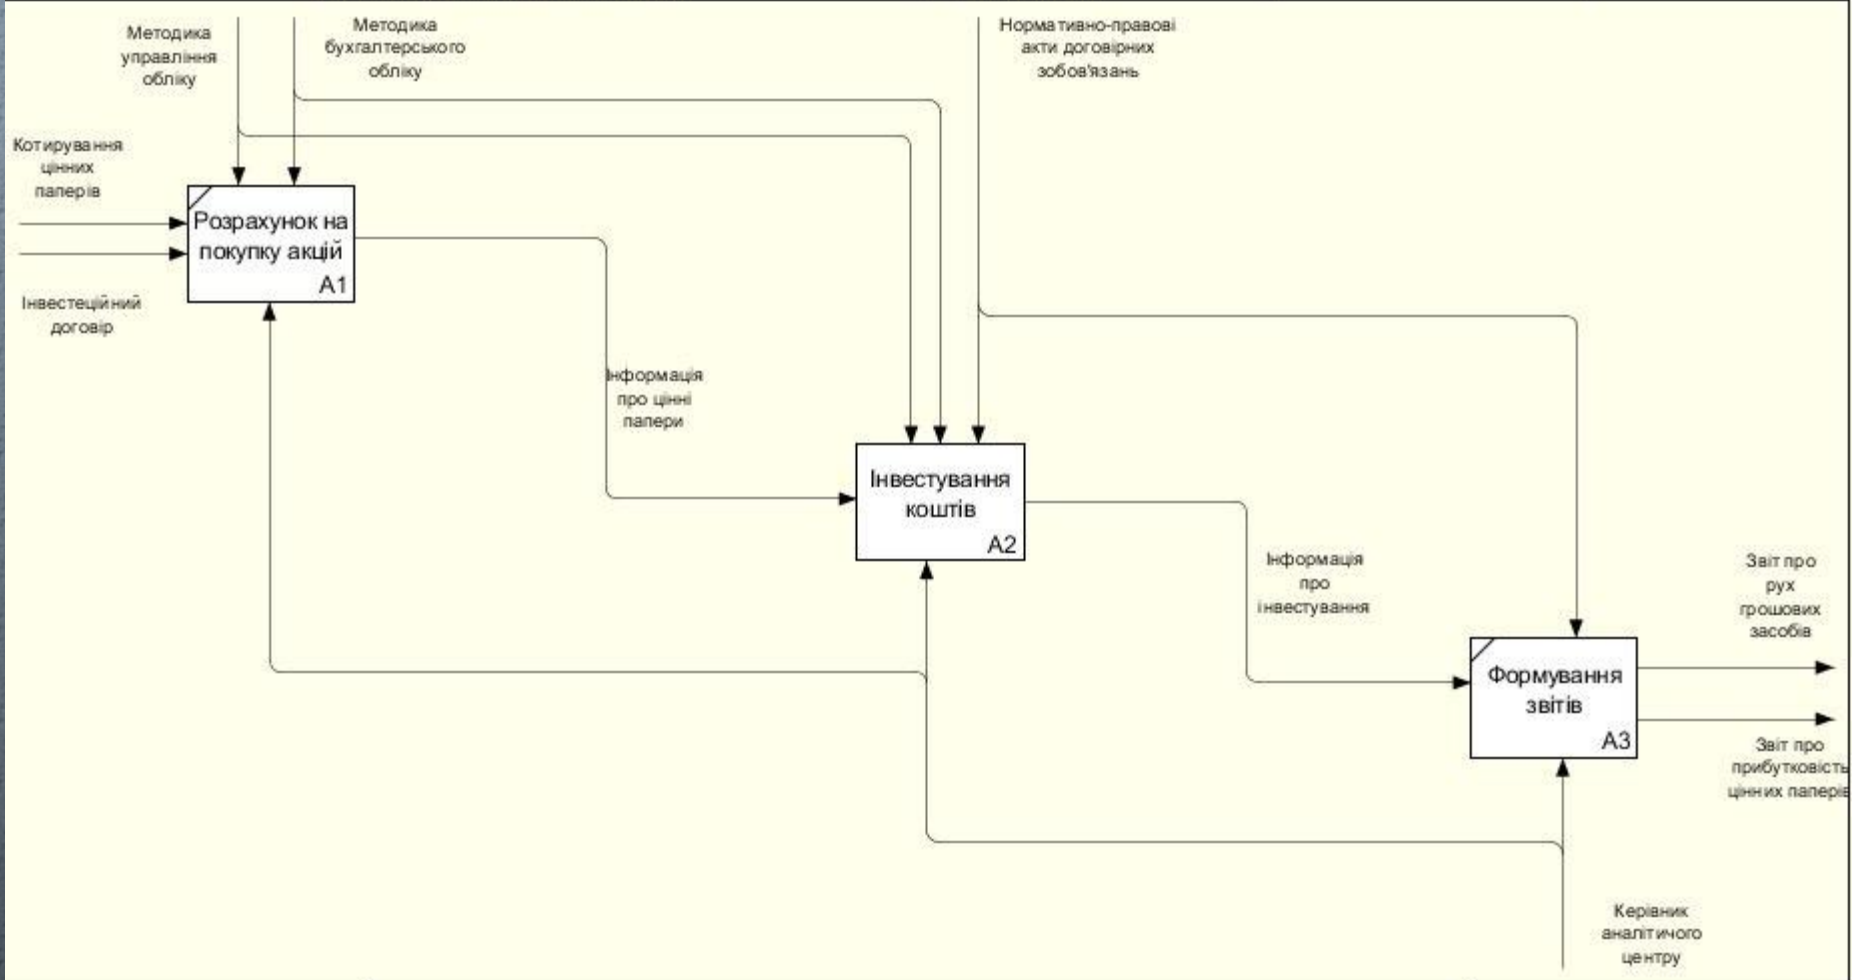 Методика
управління
обліку
Методика
бухгалтерського
обліку
Нормативно-правові
акти договірних
зобов'язань
Котирування
цінних
паперів
Розрахунок на
покупку акцій
A1
Інвестеційний
договір
Інформація
про цінні
папери
Інвестування
коштів
A2
Інформація
про
інвестування
Звіт про
рух
грошових
засобів
Формування
звітів
A3
Звіт про
прибутковість
цінних паперів
Керівник
аналітичого
центру